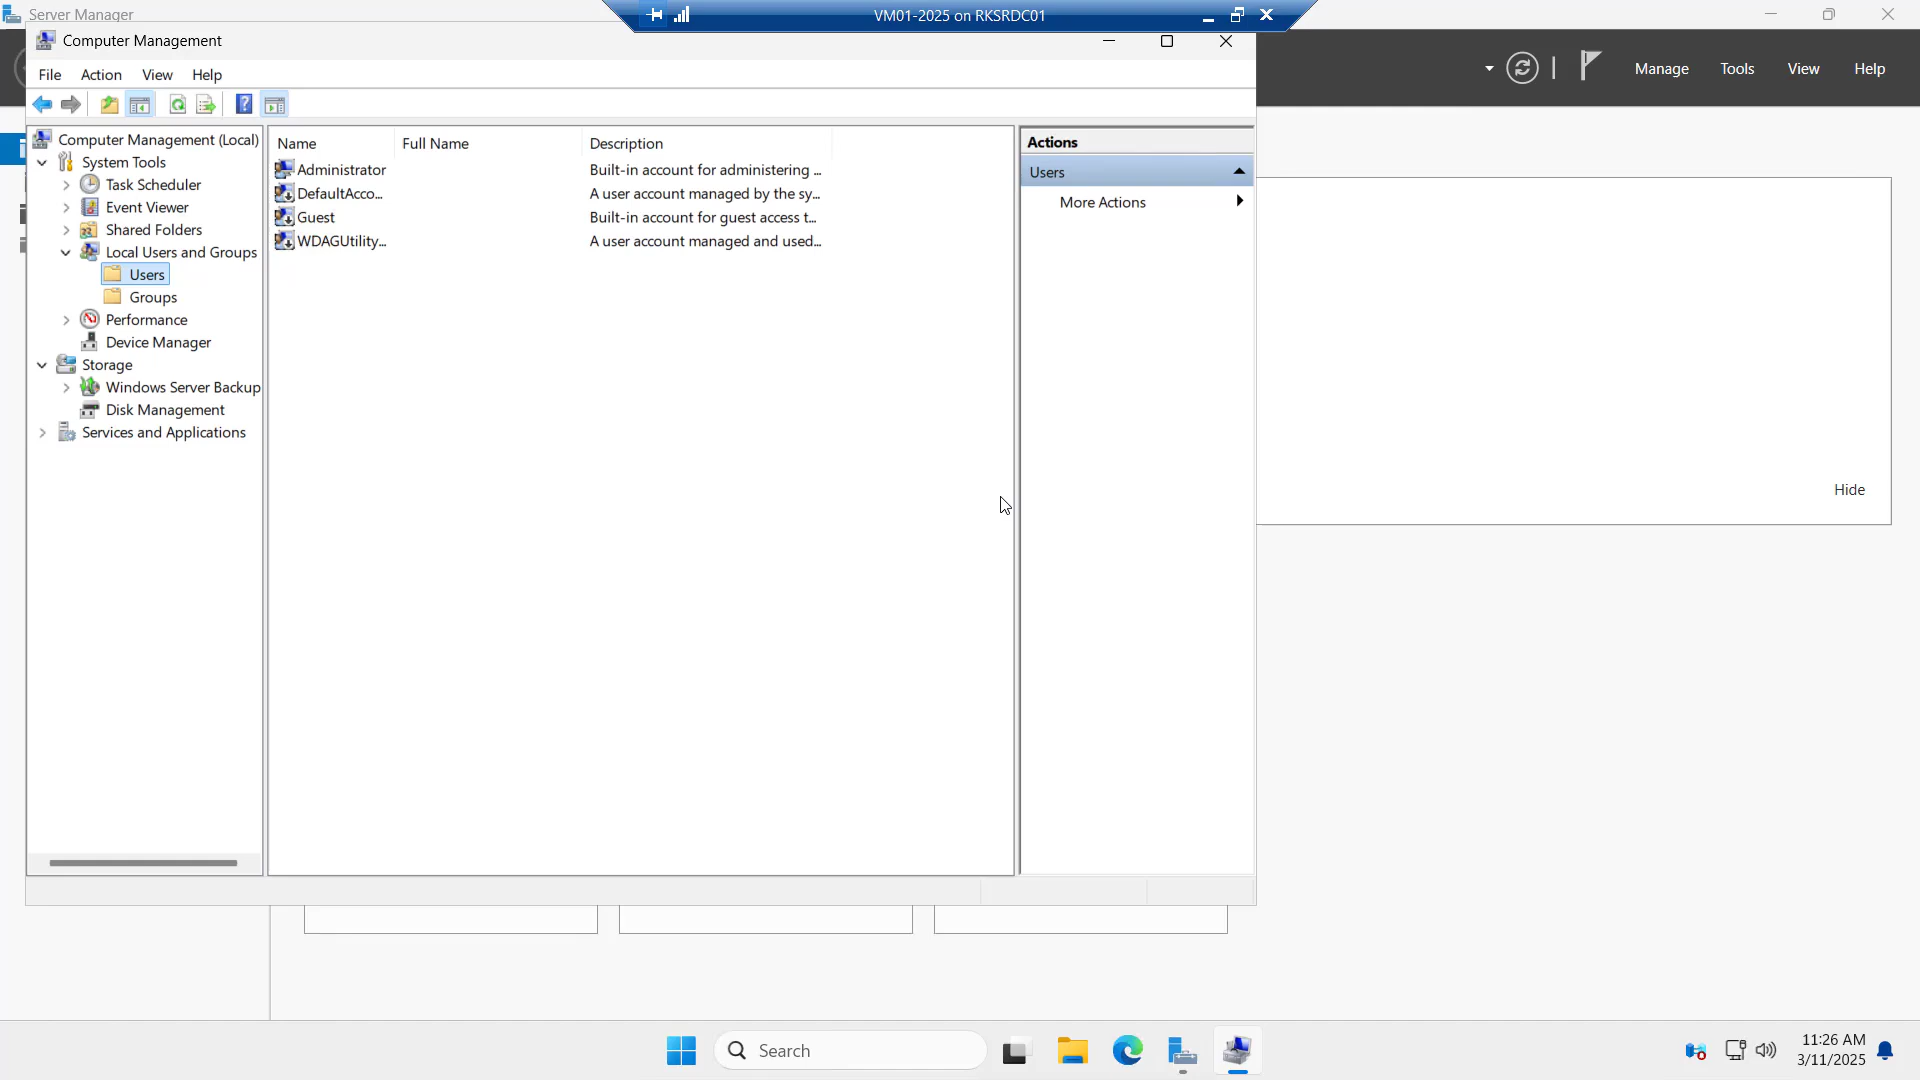 Server Manager
VM01-2025 on RKSRDC01
Computer Management
File Action View Help
Manage Tools View Help
Computer Management (Local)
System Tools
Task Scheduler
Event Viewer
Shared Folders
Local Users and Groups
Users
Groups
Performance
Device Manager
Storage
Windows Server Backup
Disk Management
Services and Applications
Name Full Name Description
Administrator Built-in account for administering ...
DefaultAcco... A user account managed by the sy...
Guest Built-in account for guest access t...
WDAGUtility... A user account managed and used...
Actions
Users
More Actions
Hide
Search
11:26 AM
3/11/2025